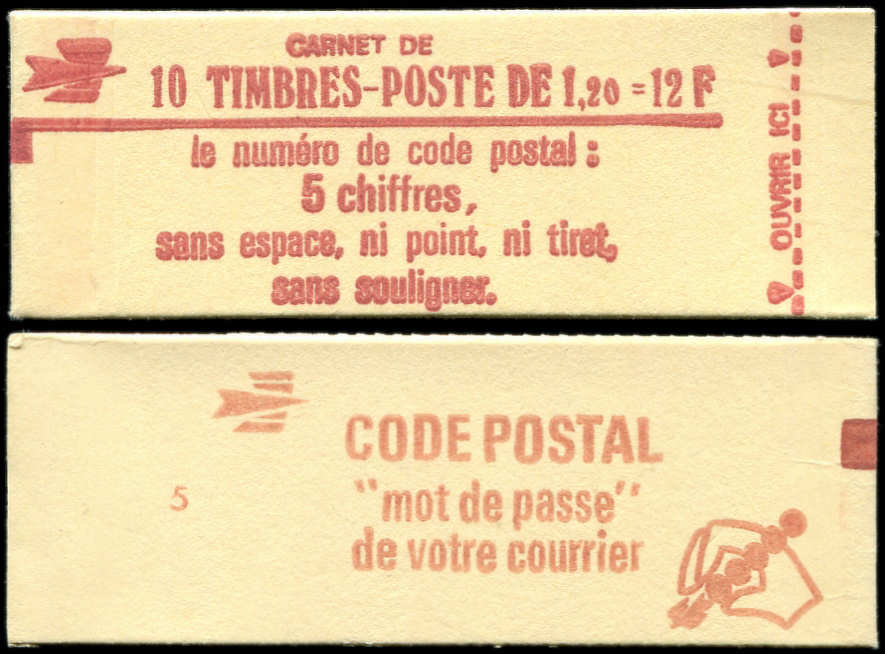 CARNET DE
10 TIMBRES-POSTE DE 1,20 = 12 F
le numéro de code postal :
5 chiffres,
sans espace, ni point, ni tiret,
sans souligner.
OUVRIR ICI
CODE POSTAL
"mot de passe"
de votre courrier
5